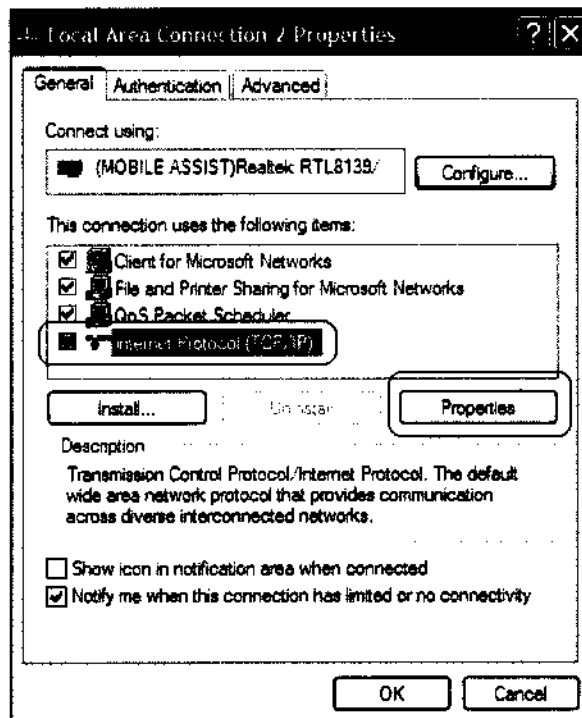 Local Area Connection 2 Properties
General Authentication Advanced
Connect using:
(MOBILE ASSIST)Realtek RTL8139/
Configure...
This connection uses the following items:
Client for Microsoft Networks
File and Printer Sharing for Microsoft Networks
QoS Packet Scheduler
Internet Protocol (TCP/IP)
Install... Uninstall Properties
Description
Transmission Control Protocol/Internet Protocol. The default
wide area network protocol that provides communication
across diverse interconnected networks.
Show icon in notification area when connected
Notify me when this connection has limited or no connectivity
OK Cancel